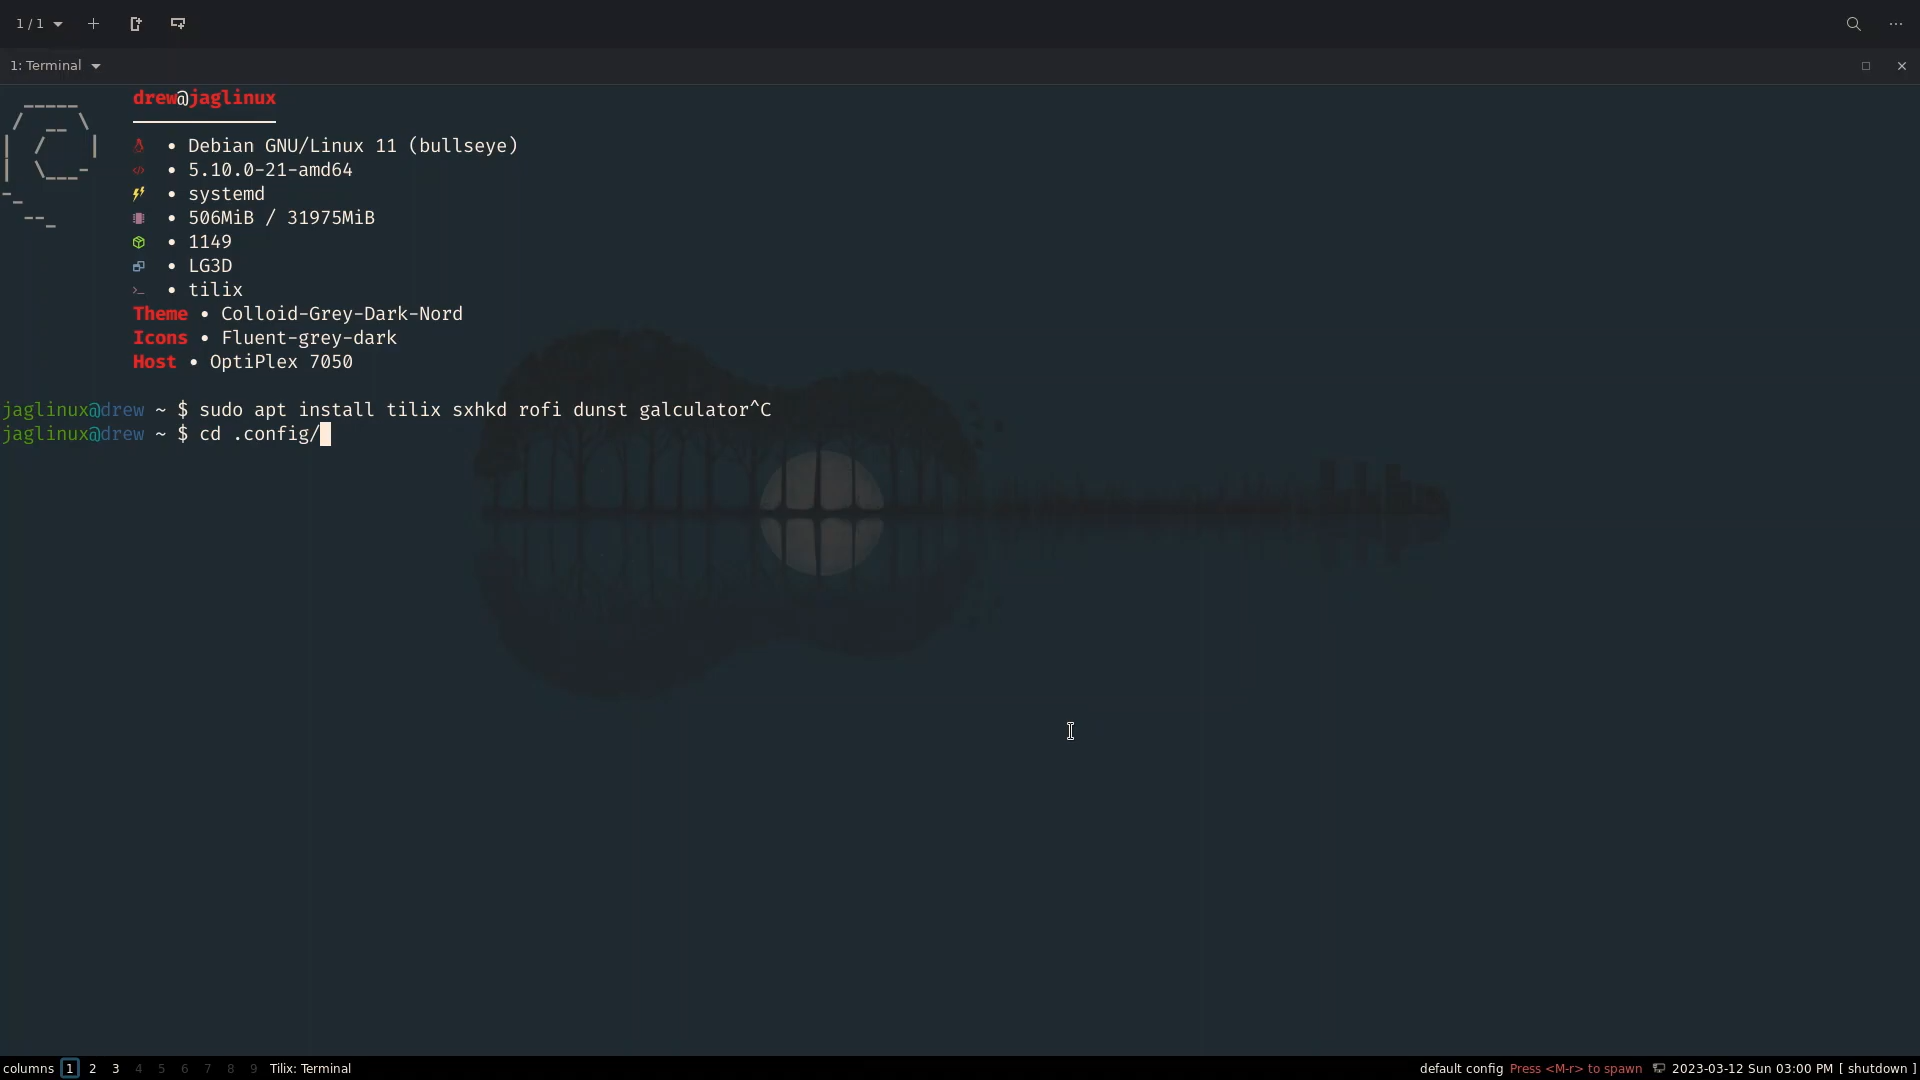 1 / 1
1: Terminal
drew@jaglinux
• Debian GNU/Linux 11 (bullseye)
• 5.10.0-21-amd64
• systemd
• 506MiB / 31975MiB
• 1149
• LG3D
• tilix
Theme • Colloid-Grey-Dark-Nord
Icons • Fluent-grey-dark
Host • OptiPlex 7050
jaglinux@drew ~ $ sudo apt install tilix sxhkd rofi dunst galculator^C
jaglinux@drew ~ $ cd .config/
columns 1 2 3 4 5 6 7 8 9 Tilix: Terminal default config Press <M-r> to spawn 2023-03-12 Sun 03:00 PM [ shutdown ]